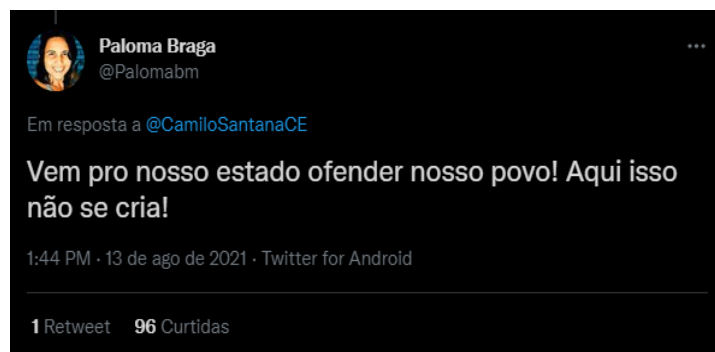 Paloma Braga
@Palomabm
Em resposta a @CamiloSantanaCE
Vem pro nosso estado ofender nosso povo! Aqui isso
não se cria!
1:44 PM · 13 de ago de 2021 · Twitter for Android
1 Retweet 96 Curtidas